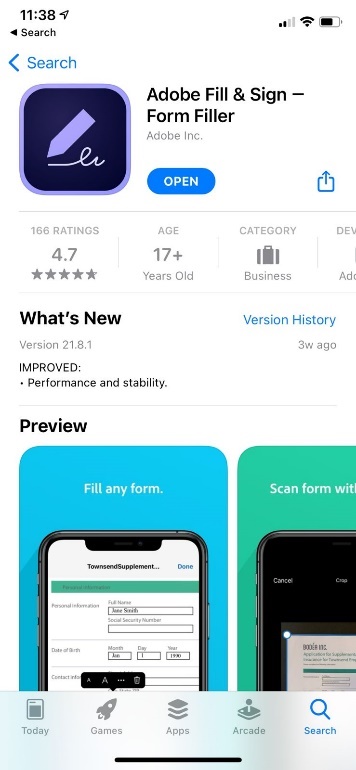 11:38
Search
Search
Adobe Fill & Sign –
Form Filler
Adobe Inc.
OPEN
166 RATINGS
4.7
AGE
17+
Years Old
CATEGORY
Business
DEV
Ado
What's New
Version History
Version 21.8.1
3w ago
IMPROVED:
• Performance and stability.
Preview
Fill any form.
TownsendSupplement...
Done
Personal Information
Personal Information
Full Name
Jane Smith
Social Security Number
Date of Birth
Month
Day
Year
Jan
1
1990
Contact infor
A
A
Scan form with
Cancel
Crop
BODÉA INC.
Application for Supplement
Insurance for Townsend Emp
Today
Games
Apps
Arcade
Search